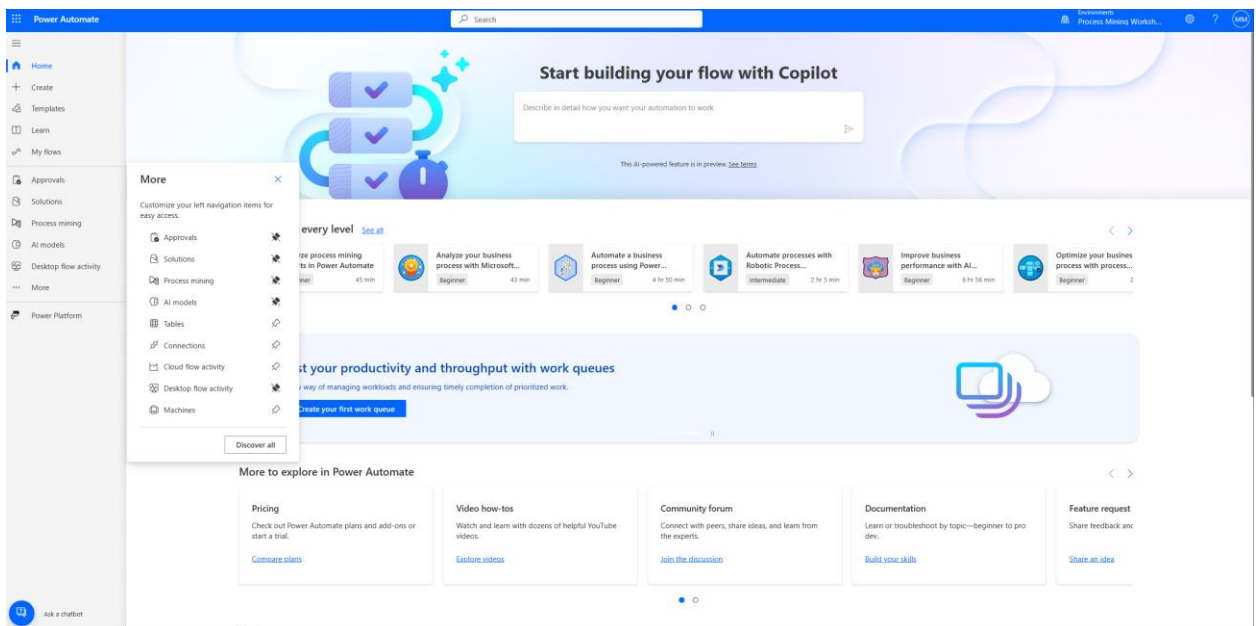 Power Automate
Search
Environments
Process Mining Worksh...
?
MM
Home
Create
Templates
Learn
My flows
Approvals
Solutions
Process mining
AI models
Desktop flow activity
More
Power Platform
Ask a chatbot
Start building your flow with Copilot
Describe in detail how you want your automation to work
This AI-powered feature is in preview. See terms
More
Customize your left navigation items for
easy access.
Approvals
Solutions
Process mining
AI models
Tables
Connections
Cloud flow activity
Desktop flow activity
Machines
Discover all
every level See all
process mining
ts in Power Automate
45 min
Analyze your business
process with Microsoft...
Beginner 43 min
Automate a business
process using Power...
Beginner 4 hr 50 min
Automate processes with
Robotic Process...
Intermediate 2 hr 5 min
Improve business
performance with AI...
Beginner 6 hr 56 min
Optimize your busines
process with process...
Beginner 2
st your productivity and throughput with work queues
way of managing workloads and ensuring timely completion of prioritized work.
Create your first work queue
More to explore in Power Automate
Pricing
Check out Power Automate plans and add-ons or
start a trial.
Compare plans
Video how-tos
Watch and learn with dozens of helpful YouTube
videos.
Explore videos
Community forum
Connect with peers, share ideas, and learn from
the experts.
Join the discussion
Documentation
Learn or troubleshoot by topic—beginner to pro
dev.
Build your skills
Feature request
Share feedback and
Share an idea